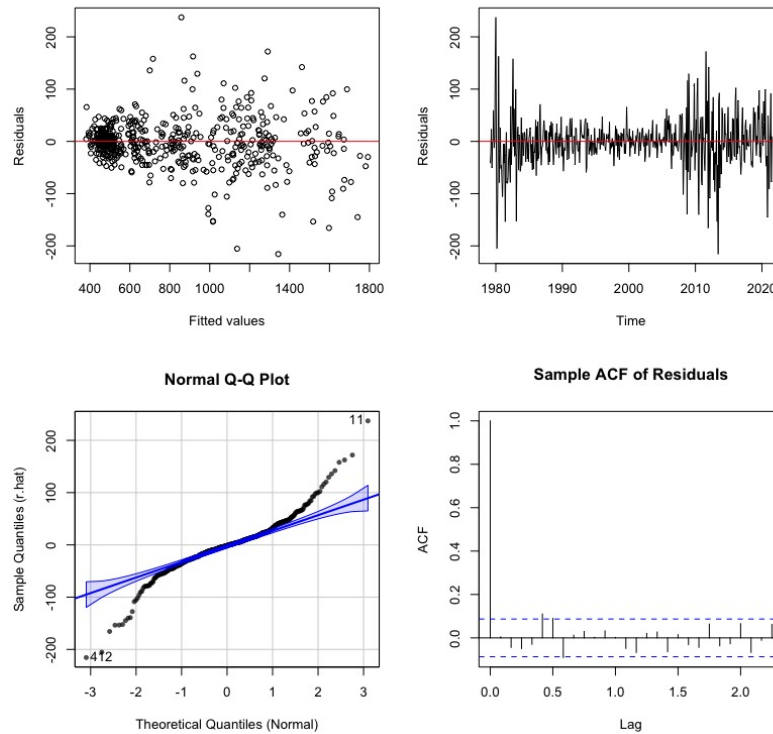 200
100
0
-100
-200
Residuals
400 600 800 1000 1400 1800
Fitted values
200
100
0
-100
-200
Residuals
1980 1990 2000 2010 2020
Time
Normal Q-Q Plot
200
100
0
-100
-200
Sample Quantiles (r.hat)
11
412
-3 -2 -1 0 1 2 3
Theoretical Quantiles (Normal)
Sample ACF of Residuals
1.0
0.8
0.6
0.4
0.2
0.0
ACF
0.0 0.5 1.0 1.5 2.0
Lag